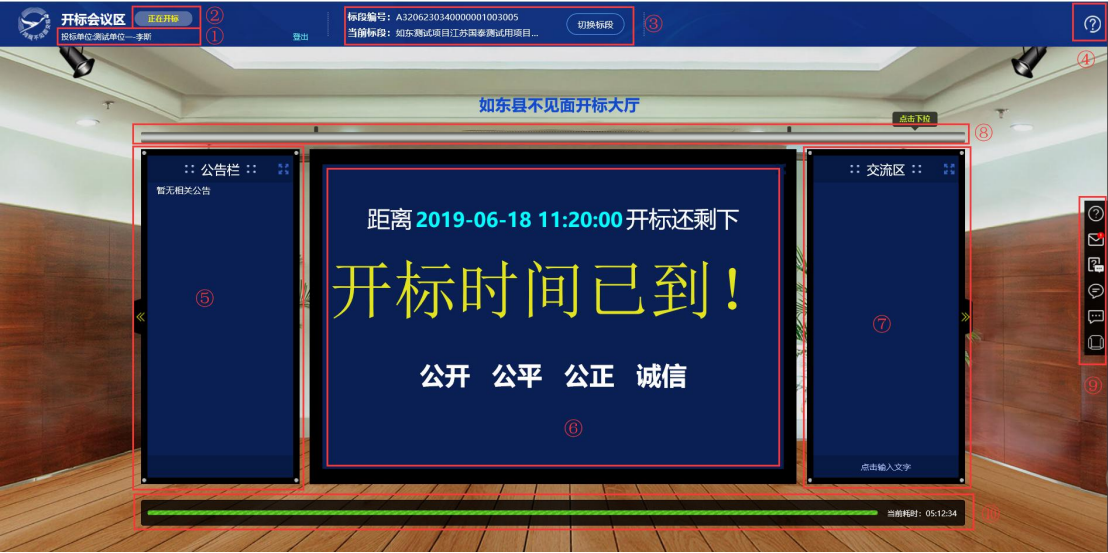 开标会议区 正在开标 ②
投标单位:测试单位一-李斯 ① 登出
标段编号：A3206230340000001003005
当前标段：如东测试项目江苏国泰测试用项目...
切换标段 ③
④
如东县不见面开标大厅
点击下拉
⑧
:: 公告栏 ::
暂无相关公告
⑤
距离 2019-06-18 11:20:00 开标还剩下
开标时间已到！
公开 公平 公正 诚信
⑥
:: 交流区 ::
⑦
点击输入文字
⑨
当前耗时：05:12:34